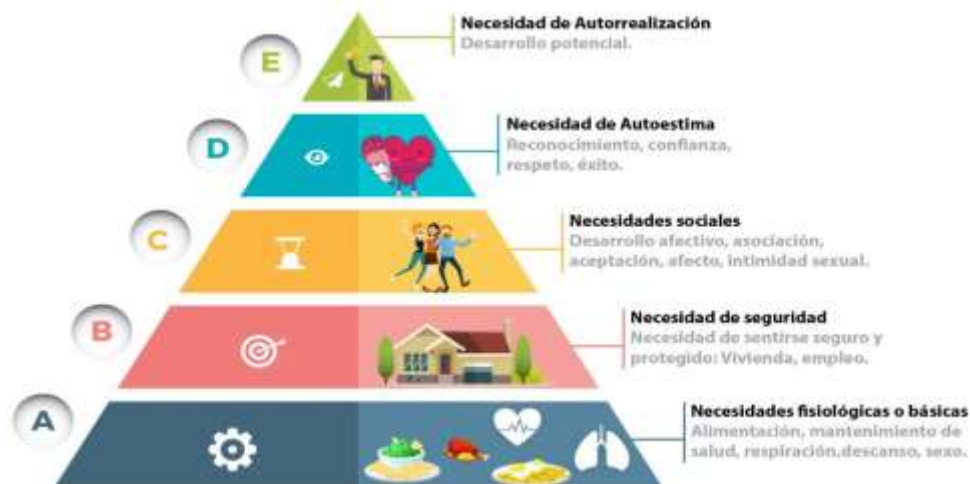 E
Necesidad de Autorrealización
Desarrollo potencial.
D
Necesidad de Autoestima
Reconocimiento, confianza,
respeto, éxito.
C
Necesidades sociales
Desarrollo afectivo, asociación,
aceptación, afecto, intimidad sexual.
B
Necesidad de seguridad
Necesidad de sentirse seguro y
protegido: Vivienda, empleo.
A
Necesidades fisiológicas o básicas
Alimentación, mantenimiento de
salud, respiración,descanso, sexo.